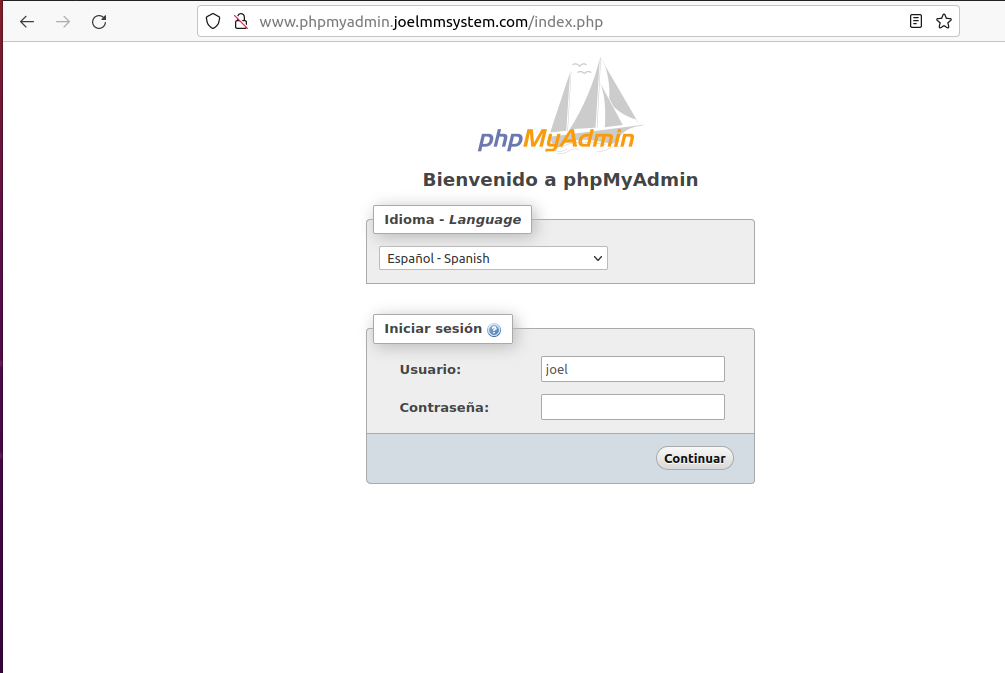 www.phpmyadmin.joelmmsystem.com/index.php
phpMyAdmin
Bienvenido a phpMyAdmin
Idioma - Language
Español - Spanish
Iniciar sesión ?
Usuario: joel
Contraseña:
Continuar